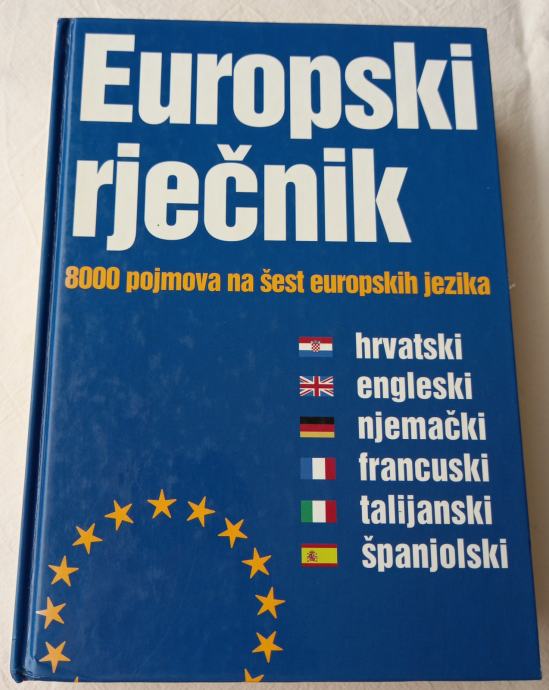 Europski
rječnik
8000 pojmova na šest europskih jezika
hrvatski
engleski
njemački
francuski
talijanski
španjolski